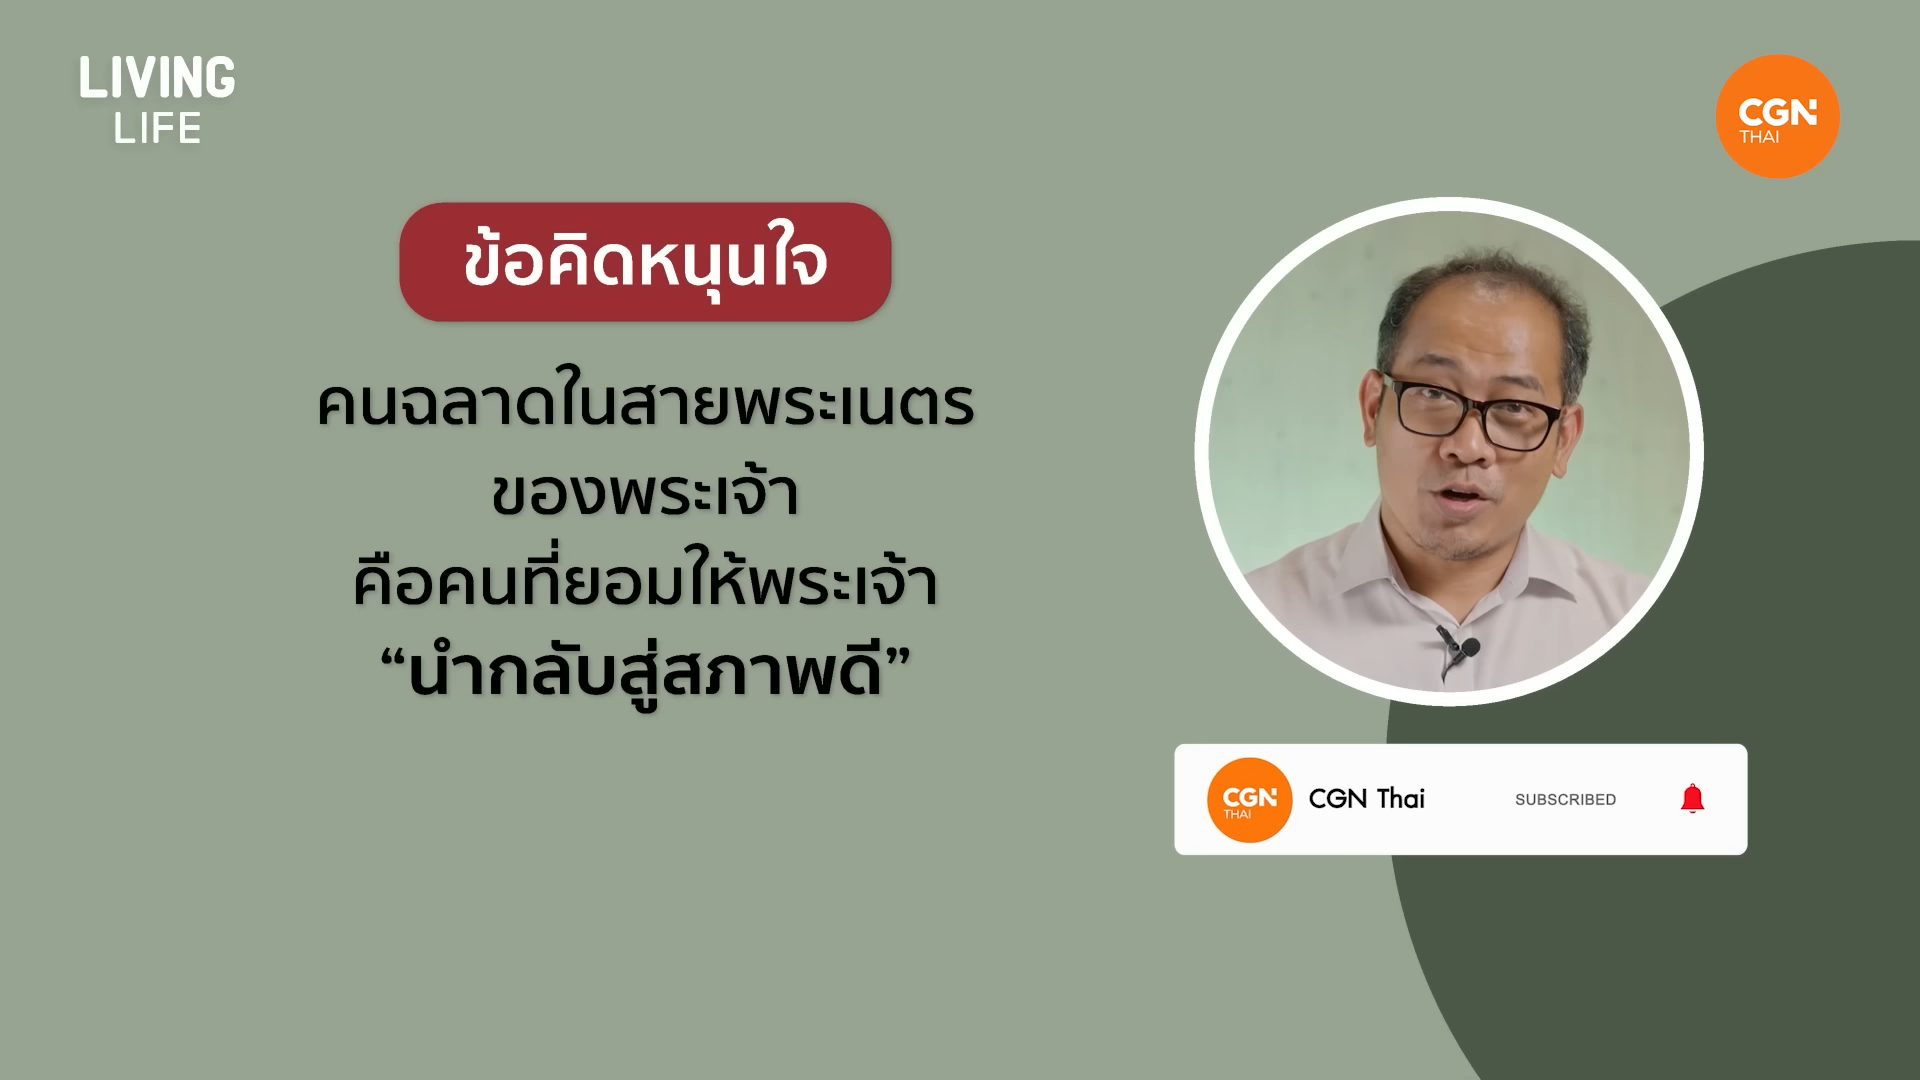 LIVING
LIFE
CGN
THAI
ข้อคิดหนุนใจ
คนฉลาดในสายพระเนตร
ของพระเจ้า
คือคนที่ยอมให้พระเจ้า
“นำกลับสู่สภาพดี”
CGN
THAI
CGN Thai
SUBSCRIBED